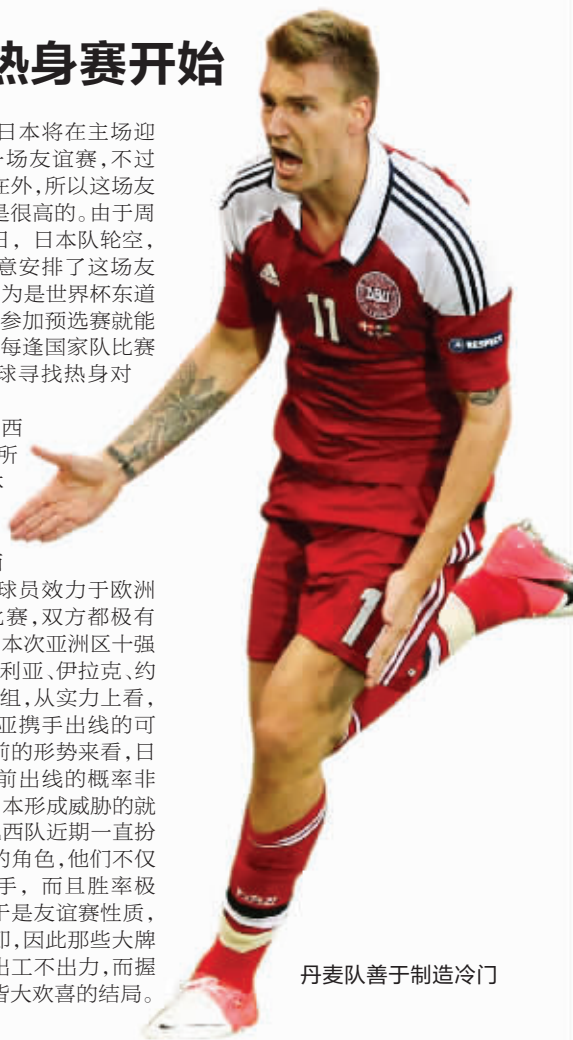 热身赛开始
日本将在主场迎
场友谊赛,不过
在外,所以这场友
是很高的。由于周
日，日本队轮空，
意安排了这场友
为是世界杯东道
参加预选赛就能
每逢国家队比赛
球寻找热身对
西
所
球员效力于欧洲
比赛,双方都极有
本次亚洲区十强
利亚、伊拉克、约
组,从实力上看，
亚携手出线的可
前的形势来看,日
前出线的概率非
本形成威胁的就
西队近期一直扮
的角色,他们不仅
手，而且胜率极
于是友谊赛性质，
因此那些大牌
出工不出力,而握
皆大欢喜的结局。
adidas
11
DBU
RESPECT
1
丹麦队善于制造冷门